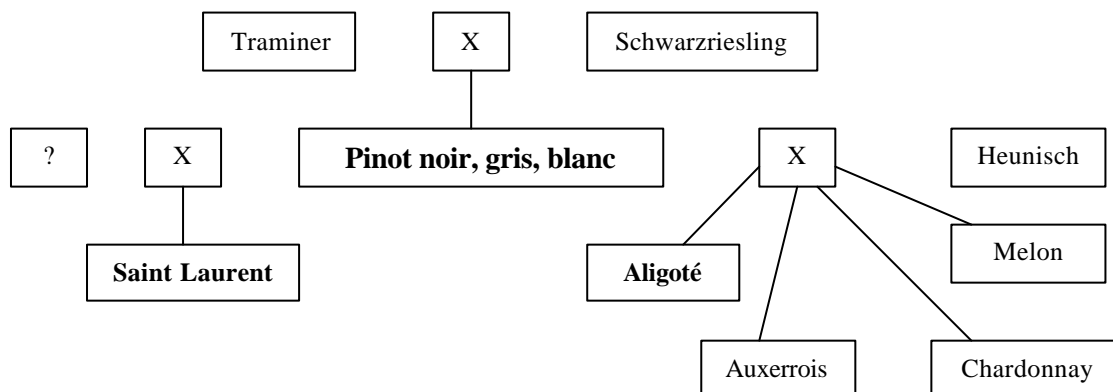 Traminer X Schwarzriesling
? X Pinot noir, gris, blanc X Heunisch
Saint Laurent Aligoté Melon
Auxerrois Chardonnay